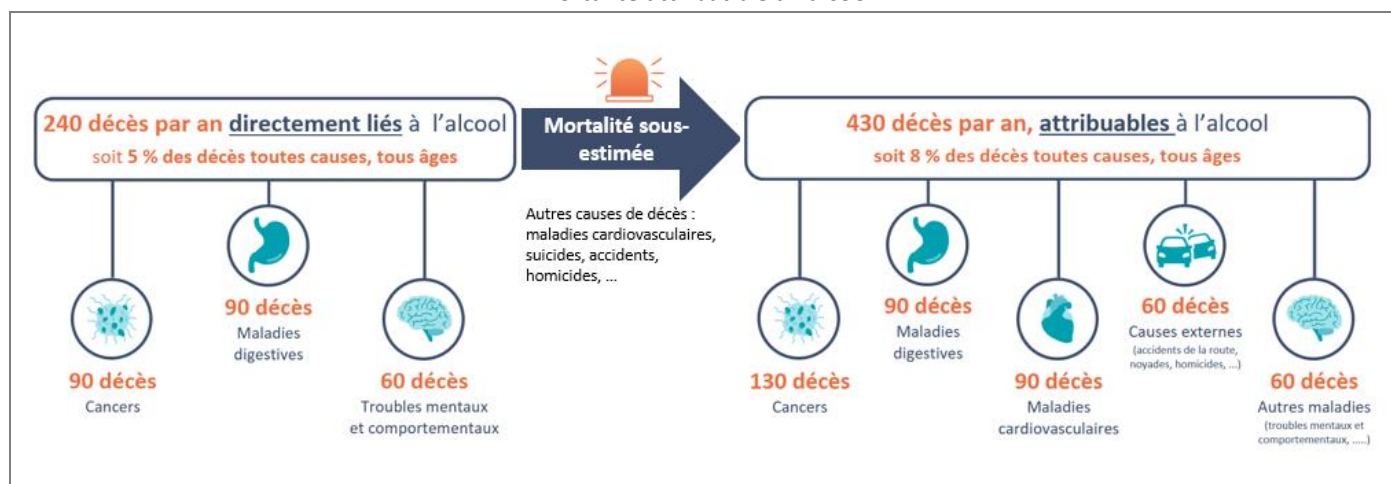 240 décès par an directement liés à l'alcool
soit 5 % des décès toutes causes, tous âges
90 décès
Cancers
90 décès
Maladies
digestives
60 décès
Troubles mentaux
et comportementaux
Mortalité sous-
estimée
Autres causes de décès :
maladies cardiovasculaires,
suicides, accidents,
homicides, ...
430 décès par an, attribuables à l'alcool
soit 8 % des décès toutes causes, tous âges
130 décès
Cancers
90 décès
Maladies
digestives
90 décès
Maladies
cardiovasculaires
60 décès
Causes externes
(accidents de la route,
noyades, homicides, ...)
60 décès
Autres maladies
(troubles mentaux et
comportementaux, .....)